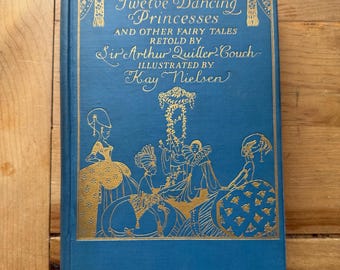 Twelve Dancing
Princesses
AND OTHER FAIRY TALES
RETOLD BY
Sir Arthur Quiller-Couch
ILLUSTRATED BY
Kay Nielsen